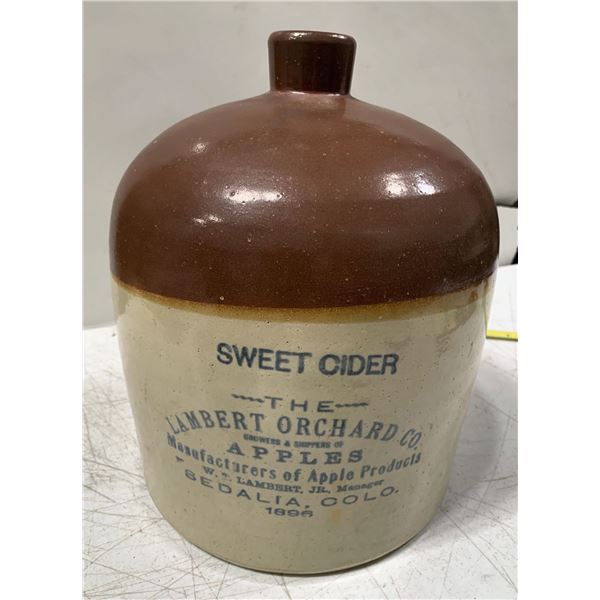 SWEET CIDER
THE
LAMBERT ORCHARD CO.
GROWERS & SHIPPERS OF
APPLES
Manufacturers of Apple Products
W. LAMBERT, JR., Manager
SEDALIA, COLO.
1896